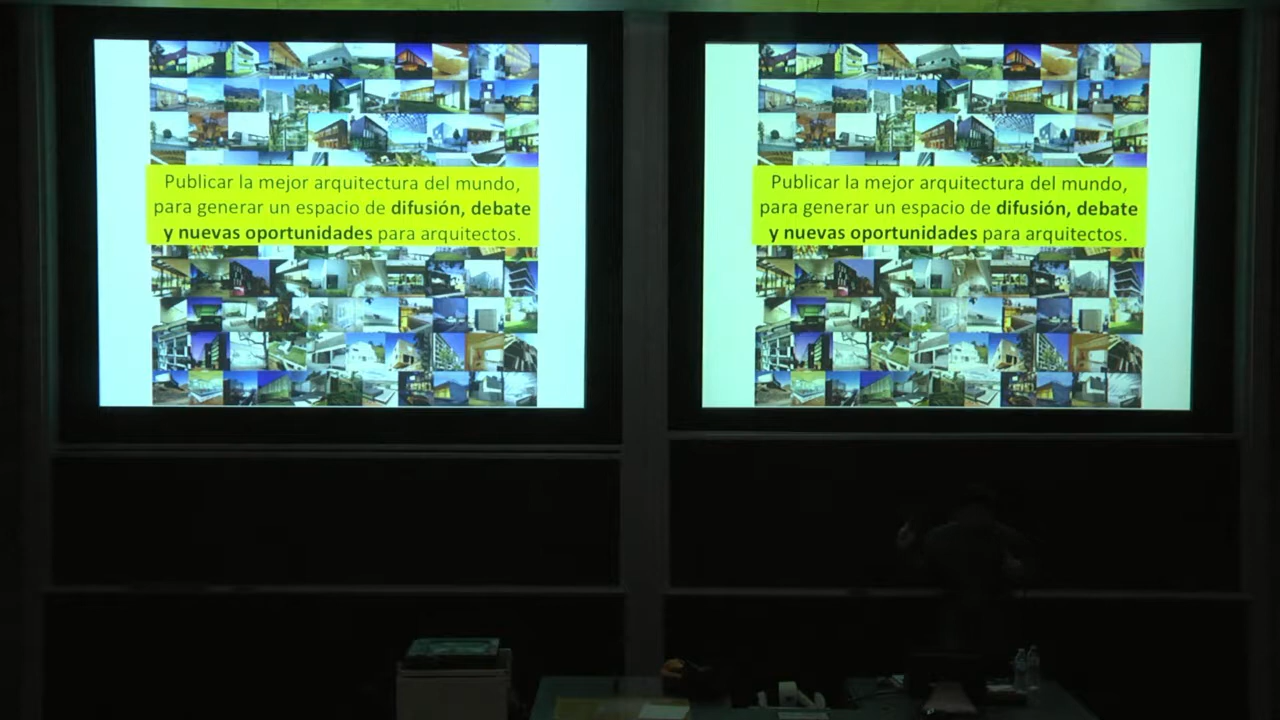 Publicar la mejor arquitectura del mundo,
para generar un espacio de difusión, debate
y nuevas oportunidades para arquitectos.
Publicar la mejor arquitectura del mundo,
para generar un espacio de difusión, debate
y nuevas oportunidades para arquitectos.